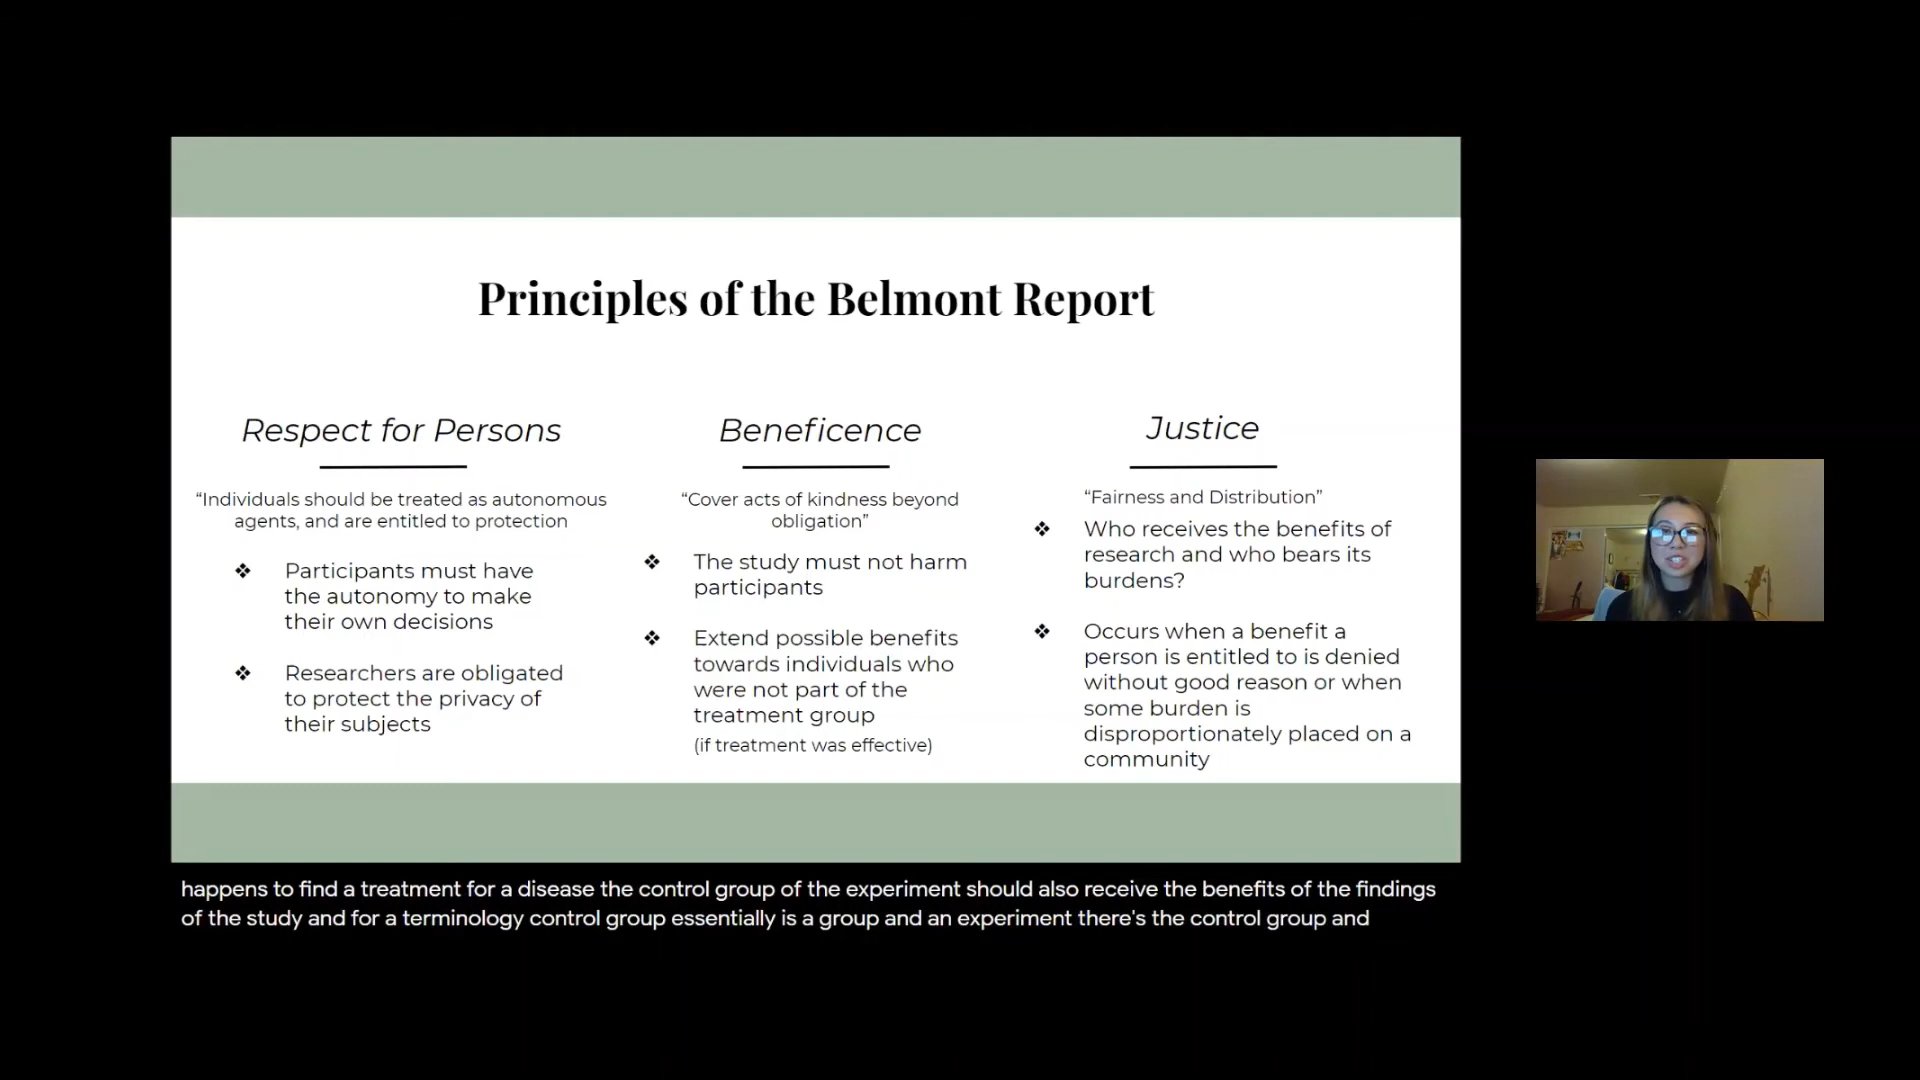 Principles of the Belmont Report
Respect for Persons
“Individuals should be treated as autonomous
agents, and are entitled to protection
❖ Participants must have
the autonomy to make
their own decisions
❖ Researchers are obligated
to protect the privacy of
their subjects
Beneficence
“Cover acts of kindness beyond
obligation”
❖ The study must not harm
participants
❖ Extend possible benefits
towards individuals who
were not part of the
treatment group
(if treatment was effective)
Justice
“Fairness and Distribution”
❖ Who receives the benefits of
research and who bears its
burdens?
❖ Occurs when a benefit a
person is entitled to is denied
without good reason or when
some burden is
disproportionately placed on a
community
happens to find a treatment for a disease the control group of the experiment should also receive the benefits of the findings
of the study and for a terminology control group essentially is a group and an experiment there's the control group and